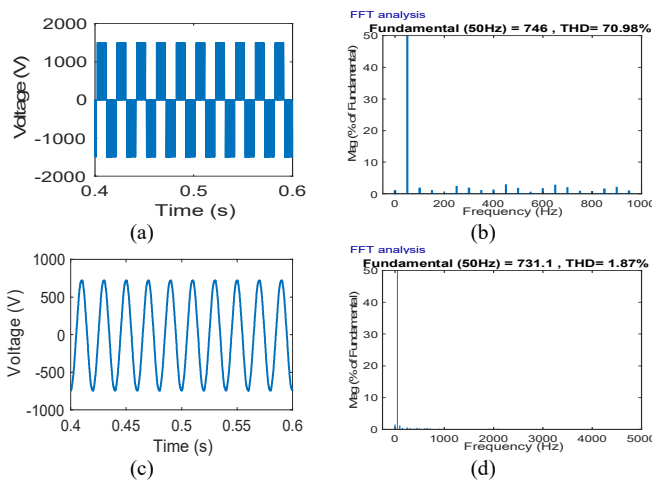 2000
1000
0
-1000
-2000
Voltage (V)
0.4 0.5 0.6
Time (s)
(a)
FFT analysis
Fundamental (50Hz) = 746 , THD= 70.98%
50
40
30
20
10
0
Mag (% of Fundamental)
0 200 400 600 800 1000
Frequency (Hz)
(b)
1000
500
0
-500
-1000
Voltage (V)
0.4 0.45 0.5 0.55 0.6
Time (s)
(c)
FFT analysis
Fundamental (50Hz) = 731.1 , THD= 1.87%
50
40
30
20
10
0
Mag (% of Fundamental)
0 1000 2000 3000 4000 5000
Frequency (Hz)
(d)